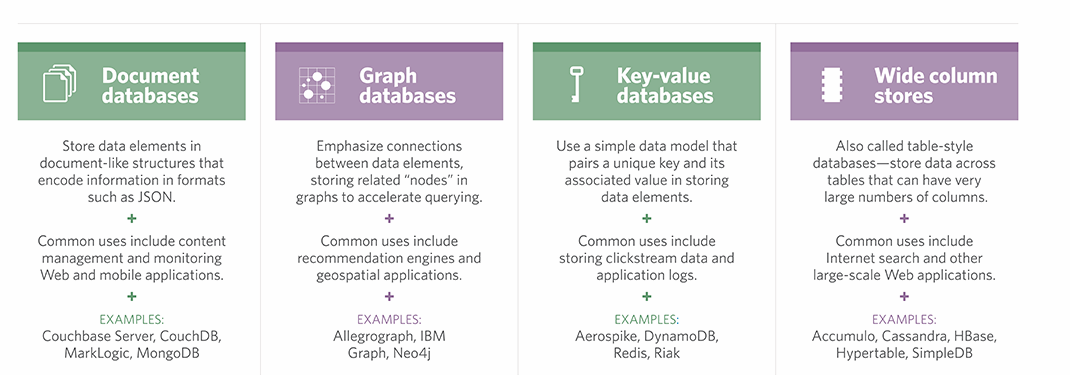 Document
databases
Store data elements in
document-like structures that
encode information in formats
such as JSON.
+
Common uses include content
management and monitoring
Web and mobile applications.
+
EXAMPLES:
Couchbase Server, CouchDB,
MarkLogic, MongoDB
Graph
databases
Emphasize connections
between data elements,
storing related “nodes” in
graphs to accelerate querying.
+
Common uses include
recommendation engines and
geospatial applications.
+
EXAMPLES:
Allegrograph, IBM
Graph, Neo4j
Key-value
databases
Use a simple data model that
pairs a unique key and its
associated value in storing
data elements.
+
Common uses include
storing clickstream data and
application logs.
+
EXAMPLES:
Aerospike, DynamoDB,
Redis, Riak
Wide column
stores
Also called table-style
databases—store data across
tables that can have very
large numbers of columns.
+
Common uses include
Internet search and other
large-scale Web applications.
+
EXAMPLES:
Accumulo, Cassandra, HBase,
Hypertable, SimpleDB